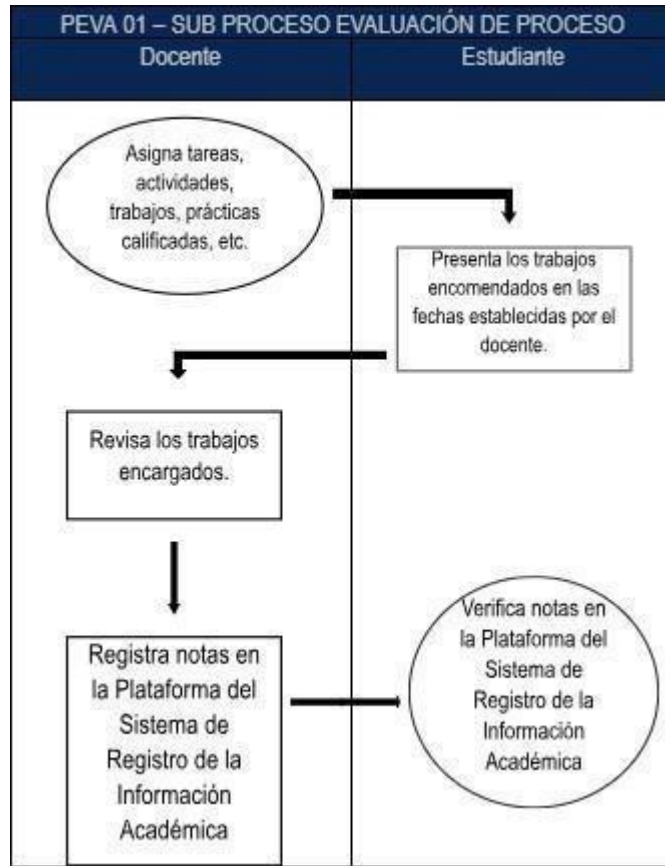 PEVA 01 – SUB PROCESO EVALUACIÓN DE PROCESO
Docente
Estudiante
Asigna tareas,
actividades,
trabajos, prácticas
calificadas, etc.
Presenta los trabajos
encomendados en las
fechas establecidas por el
docente.
Revisa los trabajos
encargados.
Registra notas en
la Plataforma del
Sistema de
Registro de la
Información
Académica
Verifica notas en
la Plataforma del
Sistema de
Registro de la
Información
Académica